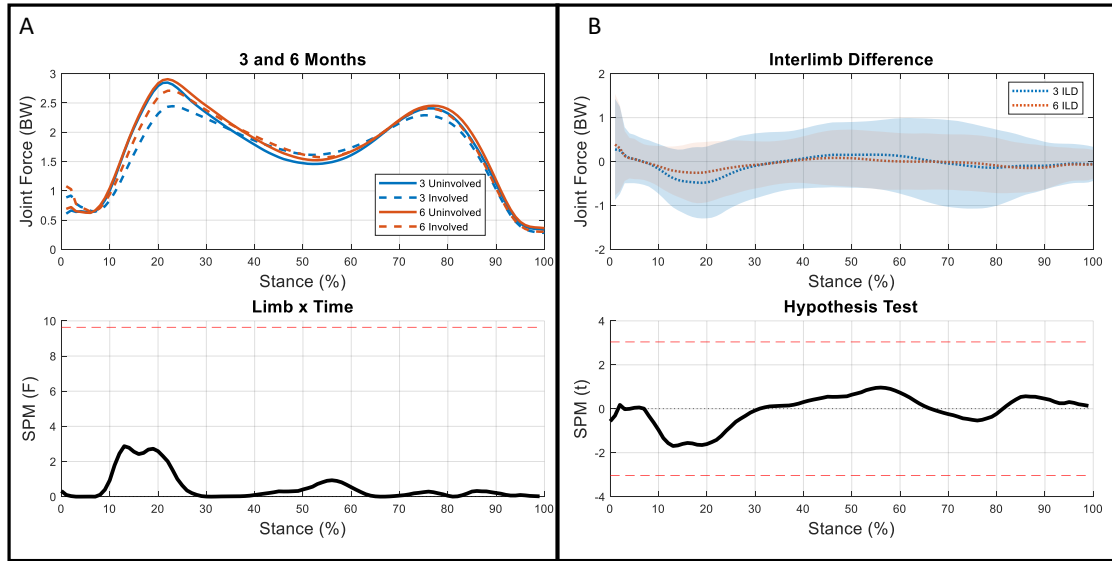 A
3 and 6 Months
Joint Force (BW)
3
2.5
2
1.5
1
0.5
0
3 Uninvolved
3 Involved
6 Uninvolved
6 Involved
0 10 20 30 40 50 60 70 80 90 100
Stance (%)
Limb x Time
SPM (F)
10
8
6
4
2
0
0 10 20 30 40 50 60 70 80 90 100
Stance (%)
B
Interlimb Difference
Joint Force (BW)
2
1
0
-1
-2
3 ILD
6 ILD
0 10 20 30 40 50 60 70 80 90 100
Stance (%)
Hypothesis Test
SPM (t)
4
2
0
-2
-4
0 10 20 30 40 50 60 70 80 90 100
Stance (%)